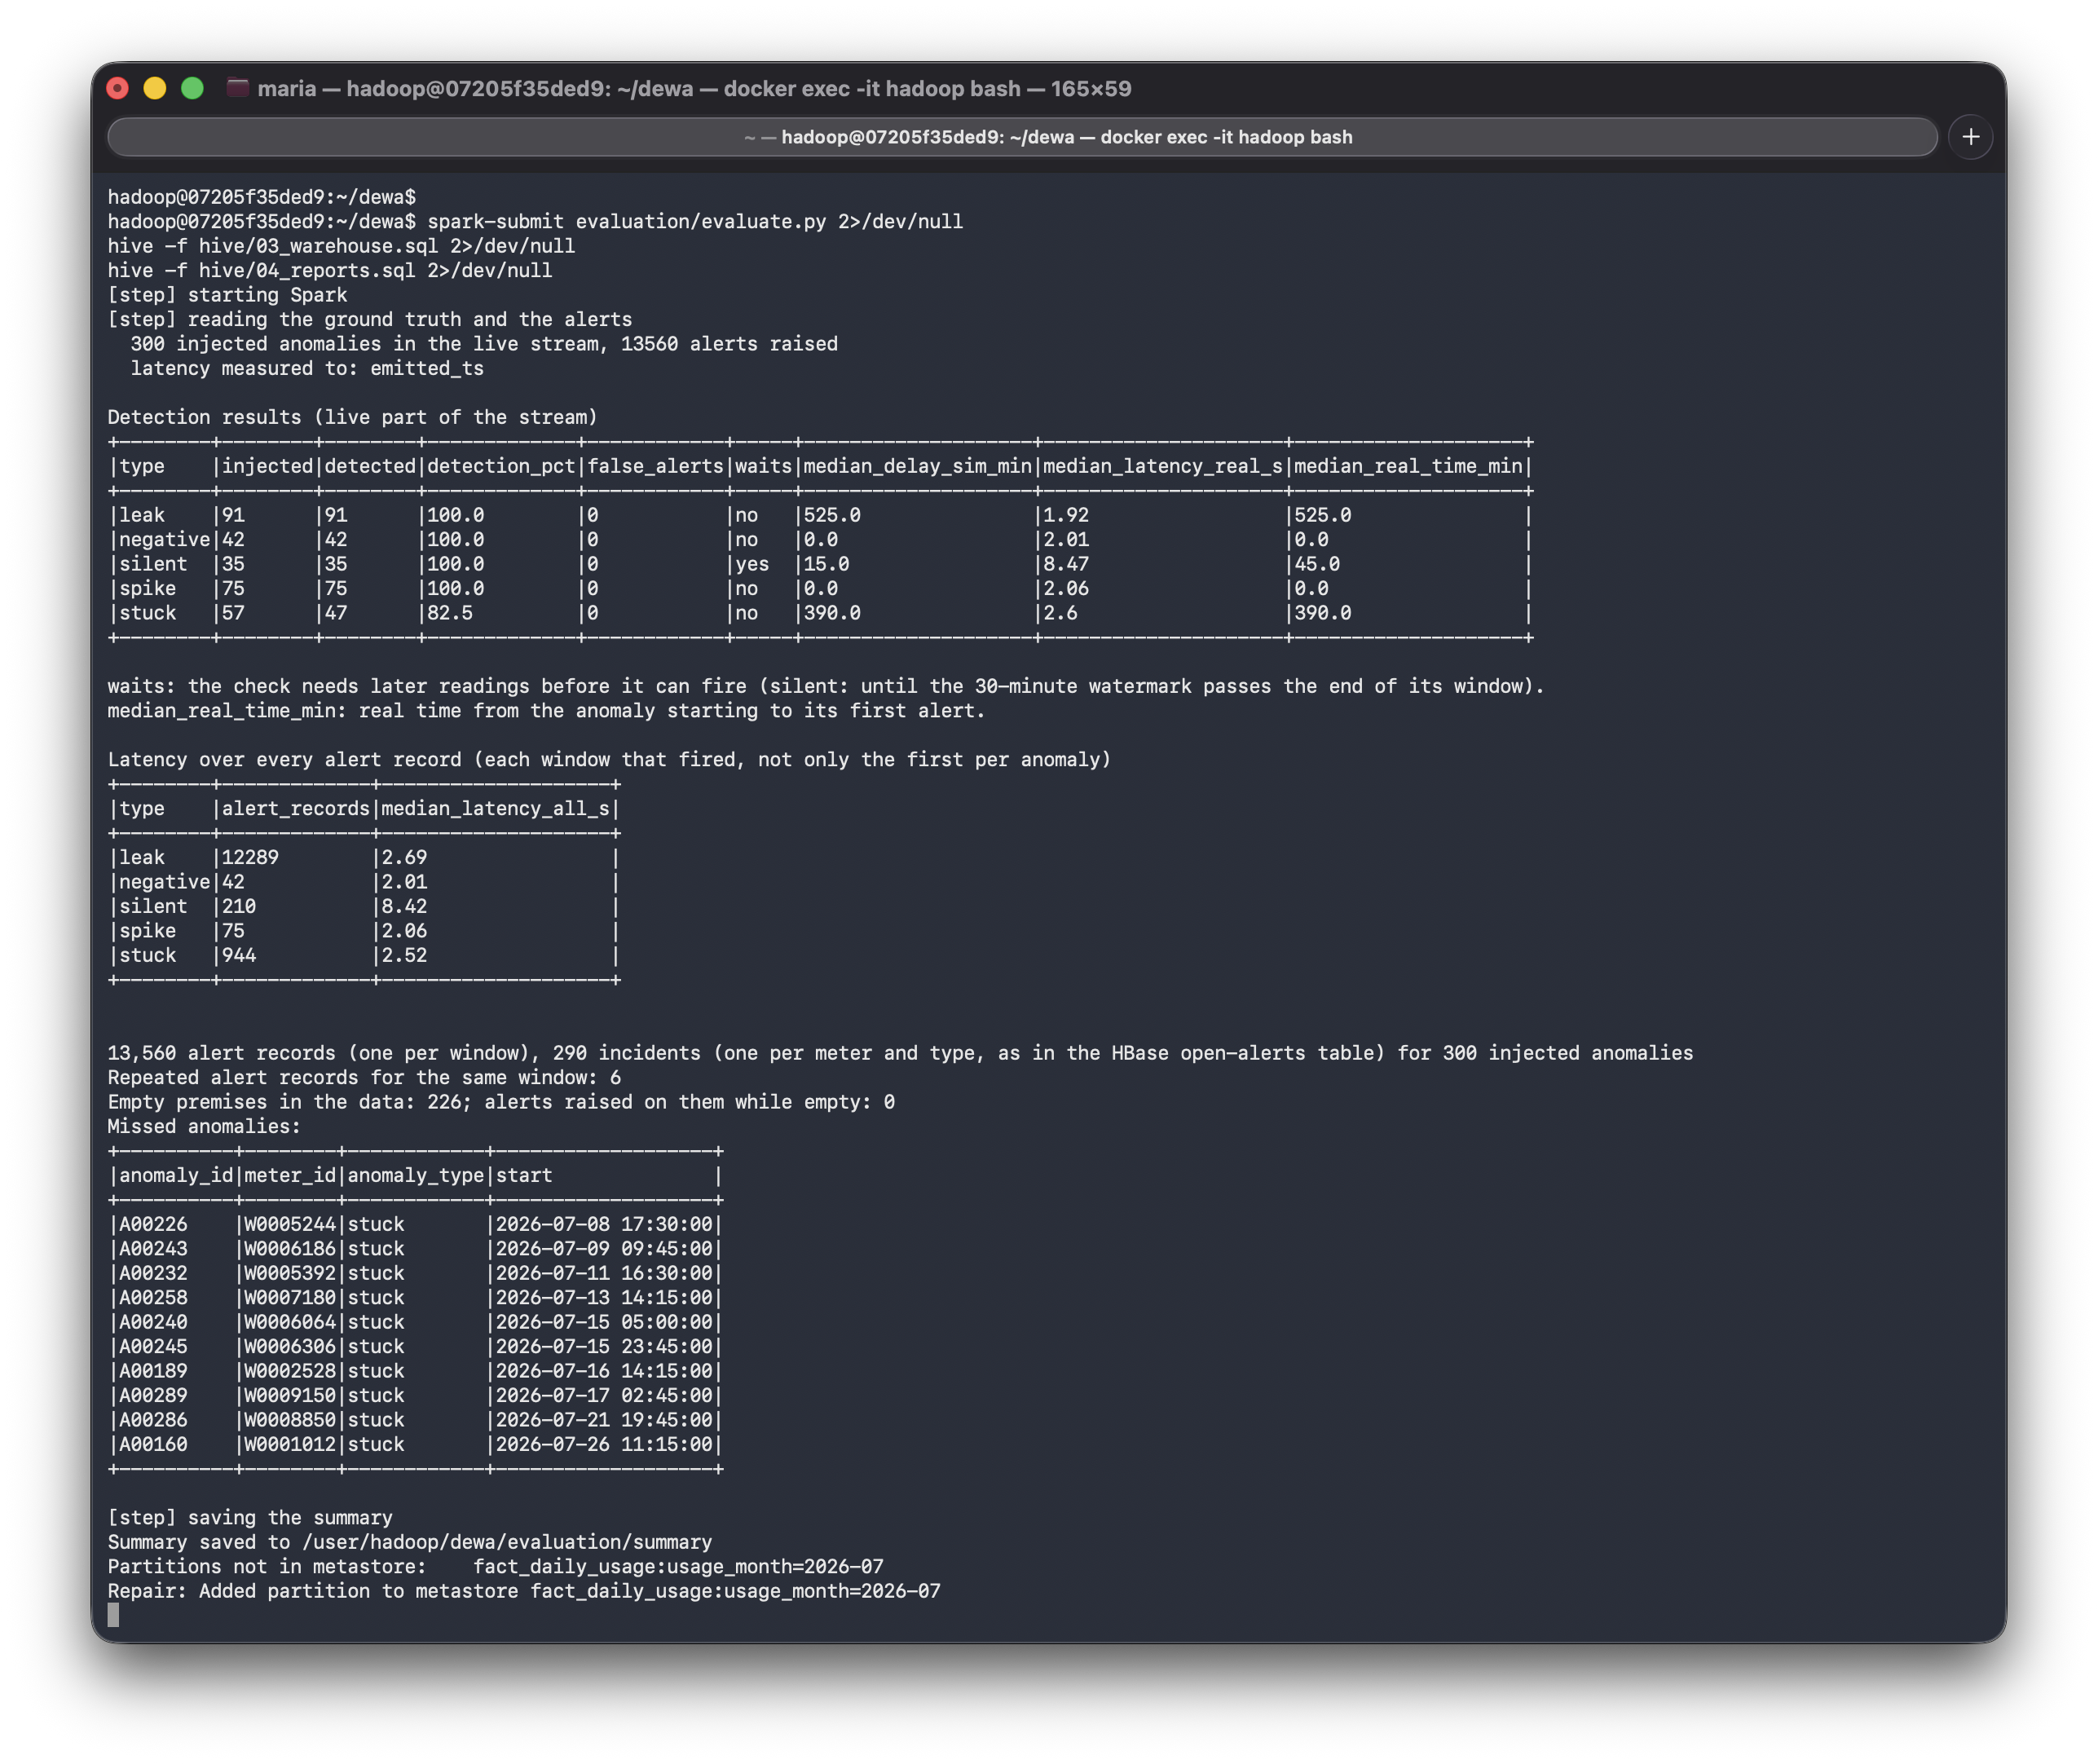 maria — hadoop@07205f35ded9: ~/dewa — docker exec -it hadoop bash — 165×59
~ — hadoop@07205f35ded9: ~/dewa — docker exec -it hadoop bash +
hadoop@07205f35ded9:~/dewa$
hadoop@07205f35ded9:~/dewa$ spark-submit evaluation/evaluate.py 2>/dev/null
hive -f hive/03_warehouse.sql 2>/dev/null
hive -f hive/04_reports.sql 2>/dev/null
[step] starting Spark
[step] reading the ground truth and the alerts
  300 injected anomalies in the live stream, 13560 alerts raised
  latency measured to: emitted_ts

Detection results (live part of the stream)
+--------+--------+--------+-------------+------------+-----+--------------------+---------------------+--------------------+
|type    |injected|detected|detection_pct|false_alerts|waits|median_delay_sim_min|median_latency_real_s|median_real_time_min|
+--------+--------+--------+-------------+------------+-----+--------------------+---------------------+--------------------+
|leak    |91      |91      |100.0        |0           |no   |525.0               |1.92                 |525.0               |
|negative|42      |42      |100.0        |0           |no   |0.0                 |2.01                 |0.0                 |
|silent  |35      |35      |100.0        |0           |yes  |15.0                |8.47                 |45.0                |
|spike   |75      |75      |100.0        |0           |no   |0.0                 |2.06                 |0.0                 |
|stuck   |57      |47      |82.5         |0           |no   |390.0               |2.6                  |390.0               |
+--------+--------+--------+-------------+------------+-----+--------------------+---------------------+--------------------+

waits: the check needs later readings before it can fire (silent: until the 30-minute watermark passes the end of its window).
median_real_time_min: real time from the anomaly starting to its first alert.

Latency over every alert record (each window that fired, not only the first per anomaly)
+--------+-------------+--------------------+
|type    |alert_records|median_latency_all_s|
+--------+-------------+--------------------+
|leak    |12289        |2.69                |
|negative|42           |2.01                |
|silent  |210          |8.42                |
|spike   |75           |2.06                |
|stuck   |944          |2.52                |
+--------+-------------+--------------------+

13,560 alert records (one per window), 290 incidents (one per meter and type, as in the HBase open-alerts table) for 300 injected anomalies
Repeated alert records for the same window: 6
Empty premises in the data: 226; alerts raised on them while empty: 0
Missed anomalies:
+----------+--------+------------+-------------------+
|anomaly_id|meter_id|anomaly_type|start              |
+----------+--------+------------+-------------------+
|A00226    |W0005244|stuck       |2026-07-08 17:30:00|
|A00243    |W0006186|stuck       |2026-07-09 09:45:00|
|A00232    |W0005392|stuck       |2026-07-11 16:30:00|
|A00258    |W0007180|stuck       |2026-07-13 14:15:00|
|A00240    |W0006064|stuck       |2026-07-15 05:00:00|
|A00245    |W0006306|stuck       |2026-07-15 23:45:00|
|A00189    |W0002528|stuck       |2026-07-16 14:15:00|
|A00289    |W0009150|stuck       |2026-07-17 02:45:00|
|A00286    |W0008850|stuck       |2026-07-21 19:45:00|
|A00160    |W0001012|stuck       |2026-07-26 11:15:00|
+----------+--------+------------+-------------------+

[step] saving the summary
Summary saved to /user/hadoop/dewa/evaluation/summary
Partitions not in metastore:    fact_daily_usage:usage_month=2026-07
Repair: Added partition to metastore fact_daily_usage:usage_month=2026-07